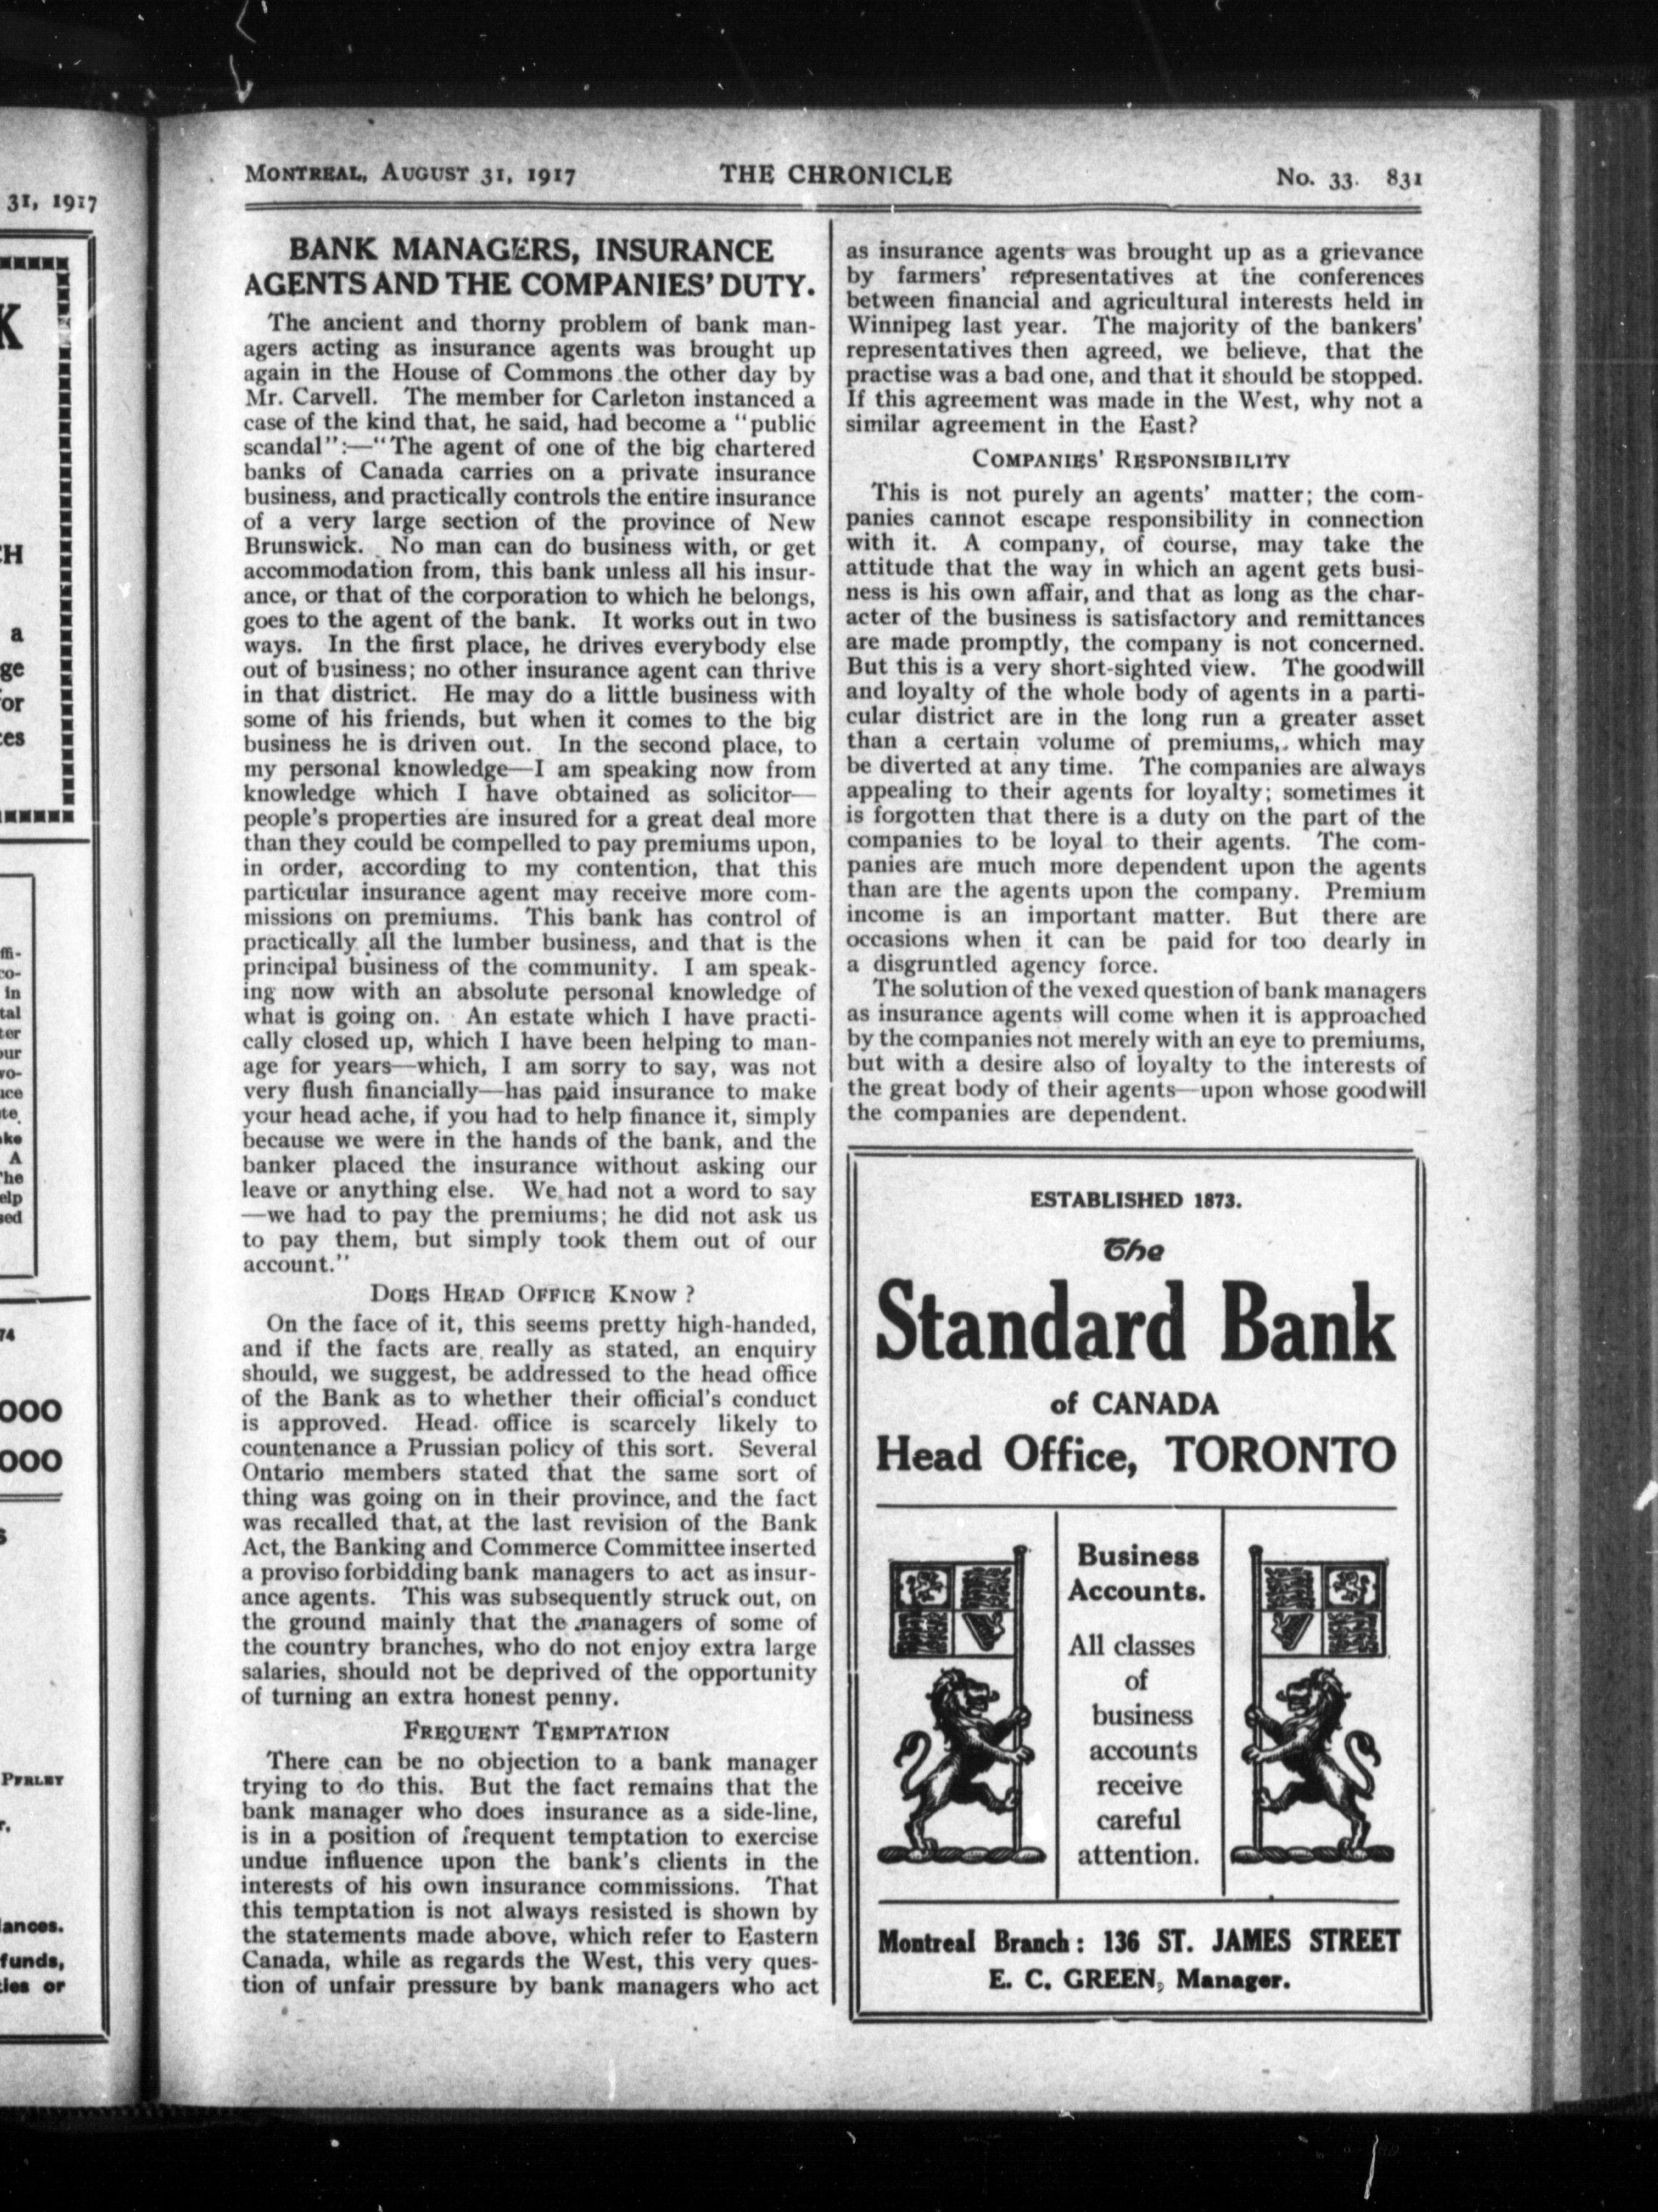 31, 1917
K
CH
a
ge
for
ces
ffi-
co-
in
tal
ter
our
wo-
nce
te.
ake
A
The
elp
sed
74
000
000
s
PERLEY
r,
lances.
funds,
ties or
MONTREAL, AUGUST 31, 1917 THE CHRONICLE No. 33. 831
BANK MANAGERS, INSURANCE
AGENTS AND THE COMPANIES' DUTY.
The ancient and thorny problem of bank man-
agers acting as insurance agents was brought up
again in the House of Commons the other day by
Mr. Carvell. The member for Carleton instanced a
case of the kind that, he said, had become a "public
scandal":—"The agent of one of the big chartered
banks of Canada carries on a private insurance
business, and practically controls the entire insurance
of a very large section of the province of New
Brunswick. No man can do business with, or get
accommodation from, this bank unless all his insur-
ance, or that of the corporation to which he belongs,
goes to the agent of the bank. It works out in two
ways. In the first place, he drives everybody else
out of business; no other insurance agent can thrive
in that district. He may do a little business with
some of his friends, but when it comes to the big
business he is driven out. In the second place, to
my personal knowledge—I am speaking now from
knowledge which I have obtained as solicitor—
people's properties are insured for a great deal more
than they could be compelled to pay premiums upon,
in order, according to my contention, that this
particular insurance agent may receive more com-
missions on premiums. This bank has control of
practically all the lumber business, and that is the
principal business of the community. I am speak-
ing now with an absolute personal knowledge of
what is going on. An estate which I have practi-
cally closed up, which I have been helping to man-
age for years—which, I am sorry to say, was not
very flush financially—has paid insurance to make
your head ache, if you had to help finance it, simply
because we were in the hands of the bank, and the
banker placed the insurance without asking our
leave or anything else. We had not a word to say
—we had to pay the premiums; he did not ask us
to pay them, but simply took them out of our
account."
DOES HEAD OFFICE KNOW ?
On the face of it, this seems pretty high-handed,
and if the facts are really as stated, an enquiry
should, we suggest, be addressed to the head office
of the Bank as to whether their official's conduct
is approved. Head office is scarcely likely to
countenance a Prussian policy of this sort. Several
Ontario members stated that the same sort of
thing was going on in their province, and the fact
was recalled that, at the last revision of the Bank
Act, the Banking and Commerce Committee inserted
a proviso forbidding bank managers to act as insur-
ance agents. This was subsequently struck out, on
the ground mainly that the managers of some of
the country branches, who do not enjoy extra large
salaries, should not be deprived of the opportunity
of turning an extra honest penny.
FREQUENT TEMPTATION
There can be no objection to a bank manager
trying to do this. But the fact remains that the
bank manager who does insurance as a side-line,
is in a position of frequent temptation to exercise
undue influence upon the bank's clients in the
interests of his own insurance commissions. That
this temptation is not always resisted is shown by
the statements made above, which refer to Eastern
Canada, while as regards the West, this very ques-
tion of unfair pressure by bank managers who act
as insurance agents was brought up as a grievance
by farmers' representatives at the conferences
between financial and agricultural interests held in
Winnipeg last year. The majority of the bankers'
representatives then agreed, we believe, that the
practise was a bad one, and that it should be stopped.
If this agreement was made in the West, why not a
similar agreement in the East?
COMPANIES' RESPONSIBILITY
This is not purely an agents' matter; the com-
panies cannot escape responsibility in connection
with it. A company, of course, may take the
attitude that the way in which an agent gets busi-
ness is his own affair, and that as long as the char-
acter of the business is satisfactory and remittances
are made promptly, the company is not concerned.
But this is a very short-sighted view. The goodwill
and loyalty of the whole body of agents in a parti-
cular district are in the long run a greater asset
than a certain volume of premiums, which may
be diverted at any time. The companies are always
appealing to their agents for loyalty; sometimes it
is forgotten that there is a duty on the part of the
companies to be loyal to their agents. The com-
panies are much more dependent upon the agents
than are the agents upon the company. Premium
income is an important matter. But there are
occasions when it can be paid for too dearly in
a disgruntled agency force.
The solution of the vexed question of bank managers
as insurance agents will come when it is approached
by the companies not merely with an eye to premiums,
but with a desire also of loyalty to the interests of
the great body of their agents—upon whose goodwill
the companies are dependent.
ESTABLISHED 1873.
The
Standard Bank
of CANADA
Head Office, TORONTO
Business
Accounts.
All classes
of
business
accounts
receive
careful
attention.
Montreal Branch: 136 ST. JAMES STREET
E. C. GREEN, Manager.